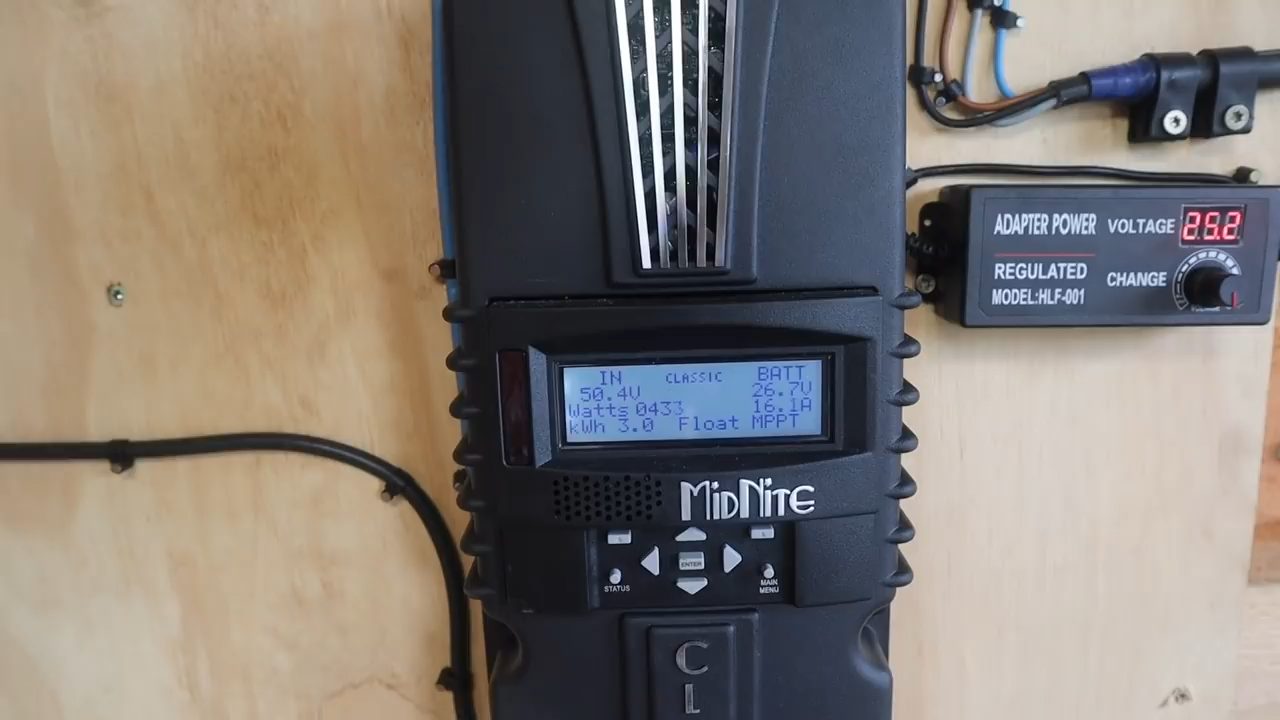 IN CLASSIC BATT
50.4V 26.7V
Watts 0433 16.1A
kWh 3.0 Float MPPT
MIDNITE
ENTER
STATUS
MAIN
MENU
C
L
ADAPTER POWER VOLTAGE 25.2
REGULATED CHANGE
MODEL:HLF-001